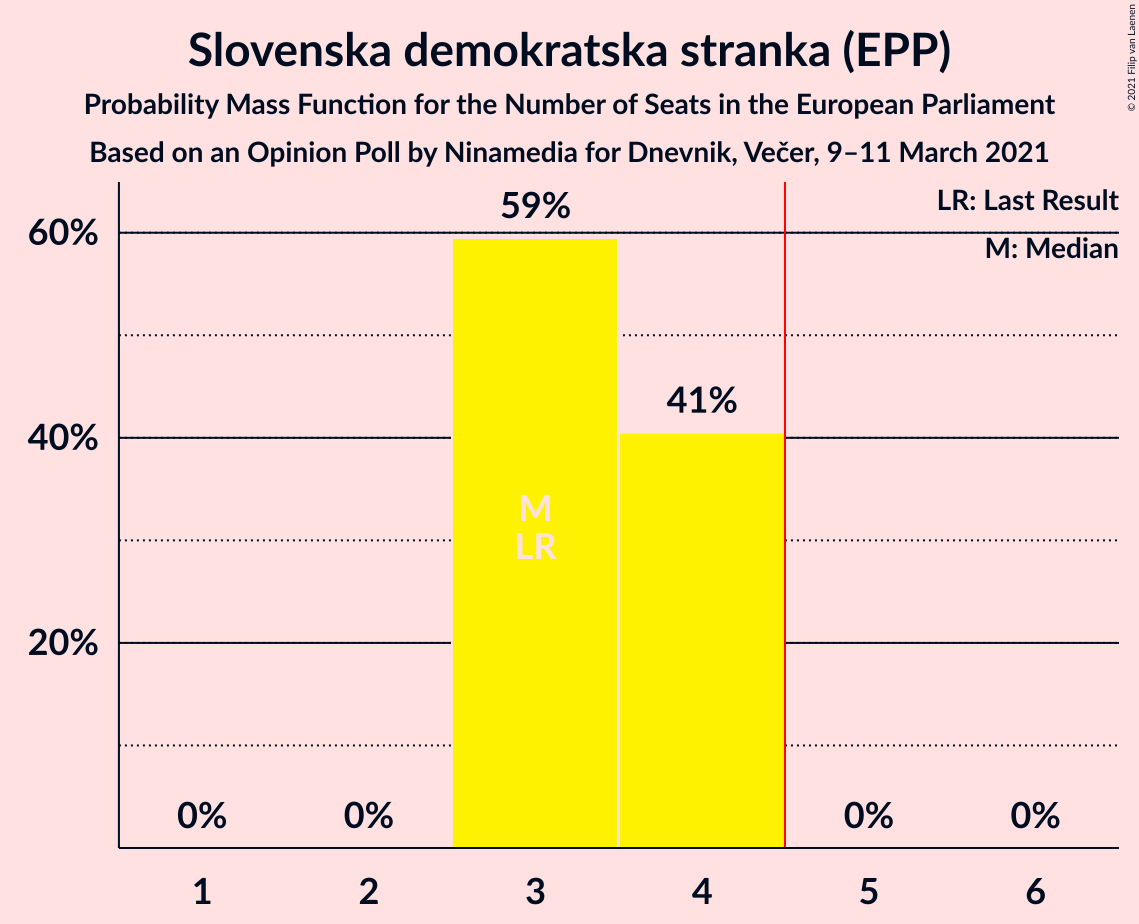 Slovenska demokratska stranka (EPP)
Probability Mass Function for the Number of Seats in the European Parliament
Based on an Opinion Poll by Ninamedia for Dnevnik, Večer, 9–11 March 2021
© 2021 Filip van Laenen
LR: Last Result
M: Median
60%
40%
20%
59%
41%
M
LR
0%
0%
0%
0%
1
2
3
4
5
6